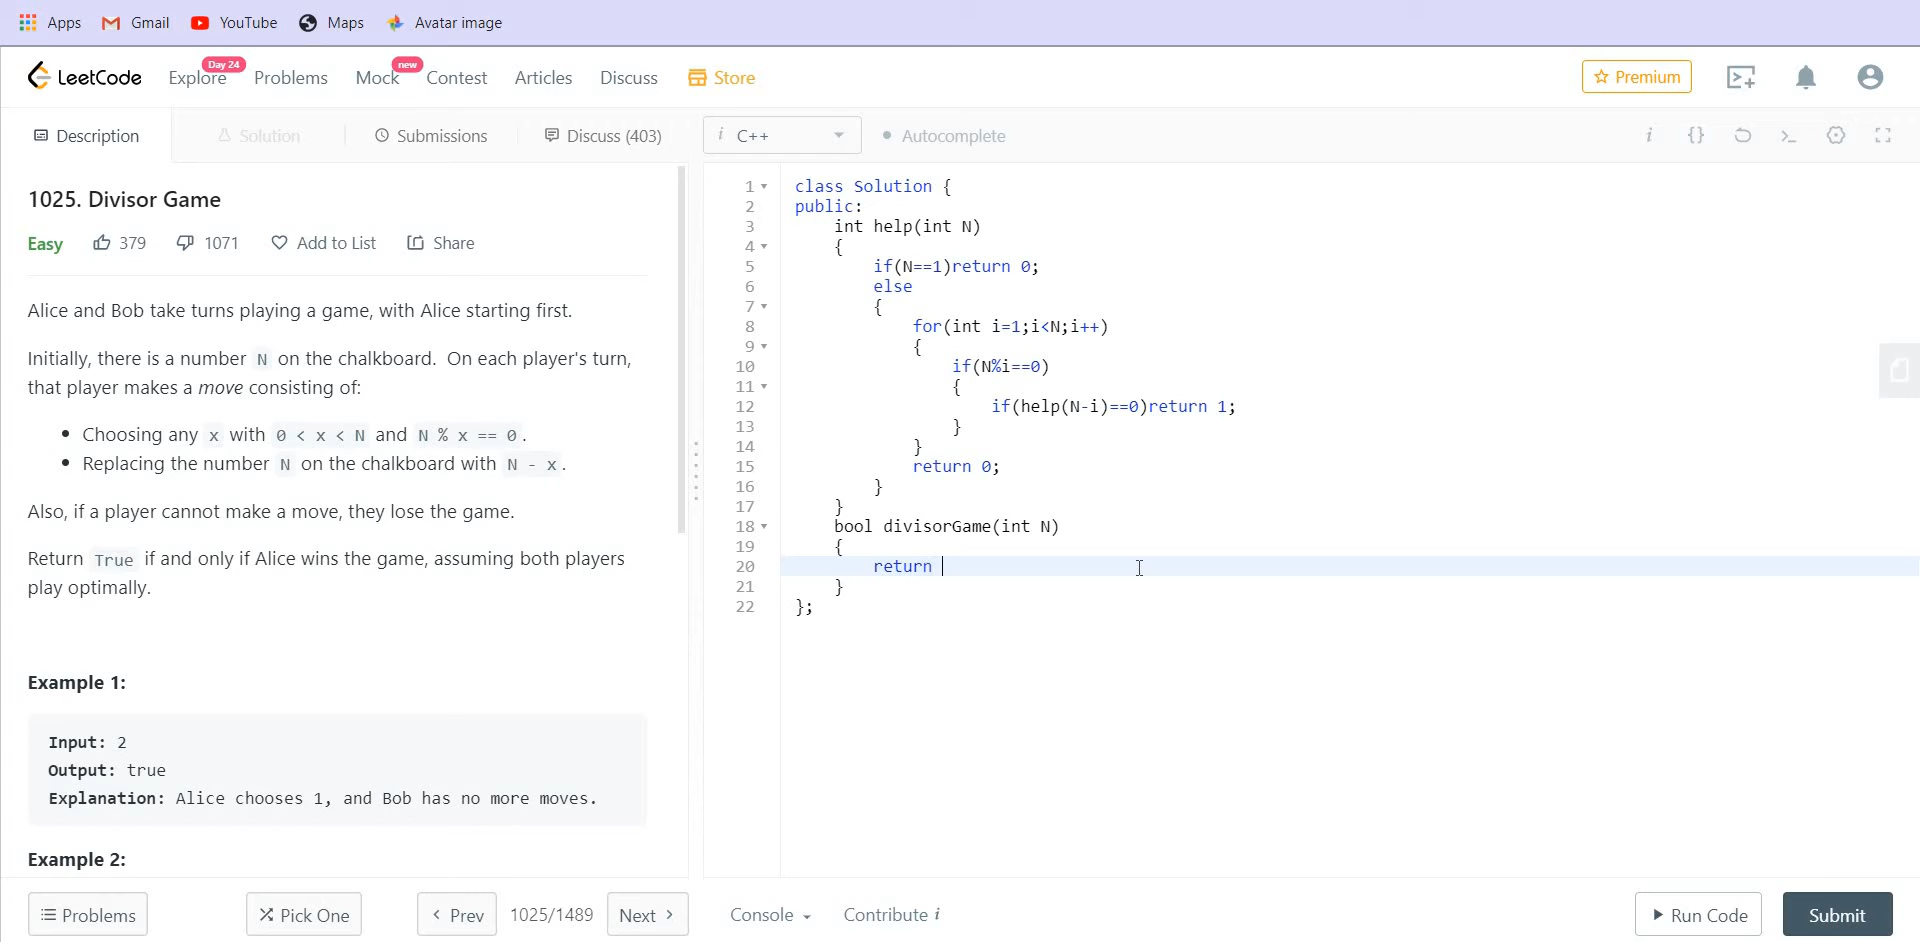 Apps Gmail YouTube Maps Avatar image
LeetCode Explore Day 24 Problems Mock new Contest Articles Discuss Store Premium
Description Solution Submissions Discuss (403) i C++ Autocomplete i {} >_
1025. Divisor Game
Easy 379 1071 Add to List Share
Alice and Bob take turns playing a game, with Alice starting first.
Initially, there is a number N on the chalkboard. On each player's turn,
that player makes a move consisting of:
• Choosing any x with 0 < x < N and N % x == 0.
• Replacing the number N on the chalkboard with N - x.
Also, if a player cannot make a move, they lose the game.
Return True if and only if Alice wins the game, assuming both players
play optimally.
Example 1:
Input: 2
Output: true
Explanation: Alice chooses 1, and Bob has no more moves.
Example 2:
1 class Solution {
2 public:
3 int help(int N)
4 {
5 if(N==1)return 0;
6 else
7 {
8 for(int i=1;i<N;i++)
9 {
10 if(N%i==0)
11 {
12 if(help(N-i)==0)return 1;
13 }
14 }
15 return 0;
16 }
17 }
18 bool divisorGame(int N)
19 {
20 return
21 }
22 };
Problems Pick One < Prev 1025/1489 Next > Console Contribute i Run Code Submit